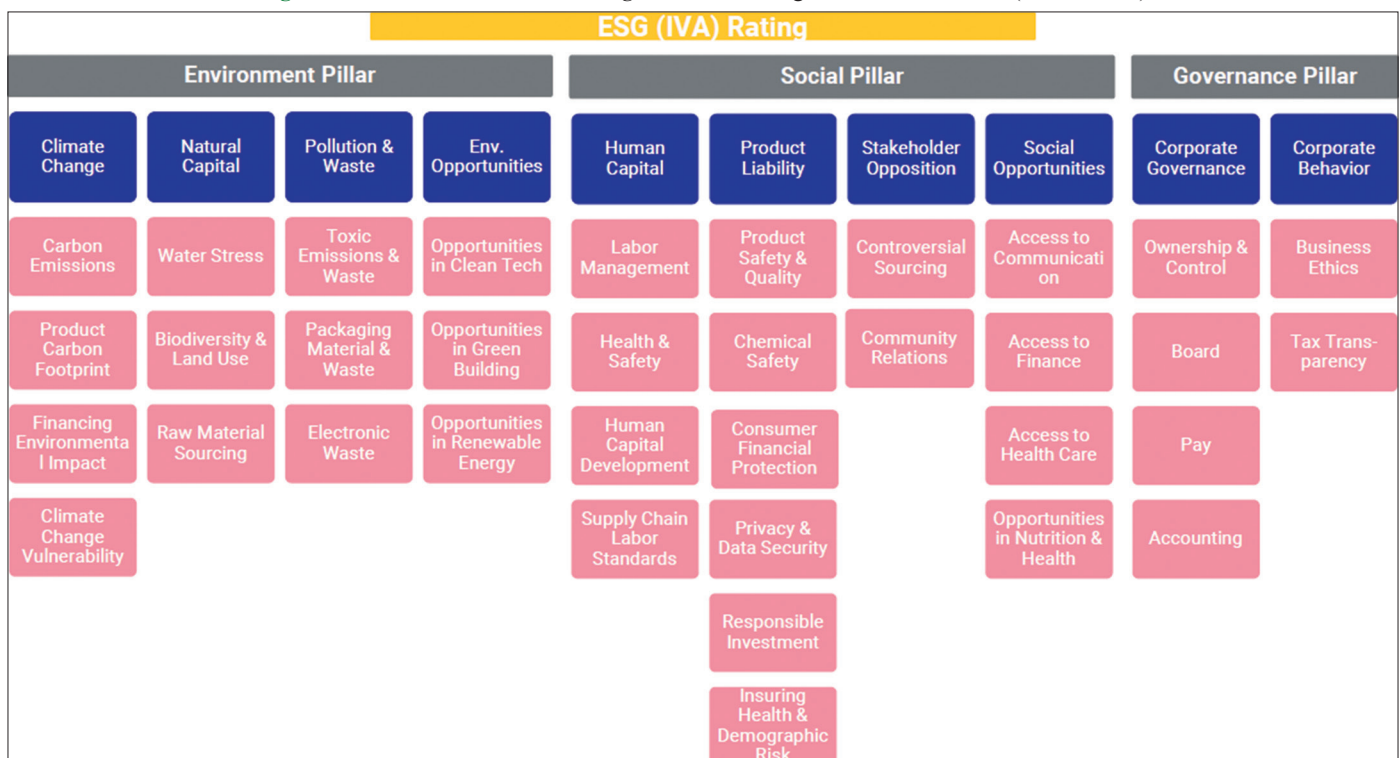 ESG (IVA) Rating
Environment Pillar
Social Pillar
Governance Pillar
Climate
Change
Natural
Capital
Pollution &
Waste
Env.
Opportunities
Human
Capital
Product
Liability
Stakeholder
Opposition
Social
Opportunities
Corporate
Governance
Corporate
Behavior
Carbon
Emissions
Water Stress
Toxic
Emissions &
Waste
Opportunities
in Clean Tech
Labor
Management
Product
Safety &
Quality
Controversial
Sourcing
Access to
Communicati
on
Ownership &
Control
Business
Ethics
Product
Carbon
Footprint
Biodiversity &
Land Use
Packaging
Material &
Waste
Opportunities
in Green
Building
Health &
Safety
Chemical
Safety
Community
Relations
Access to
Finance
Board
Tax Trans-
parency
Financing
Environmenta
l Impact
Raw Material
Sourcing
Electronic
Waste
Opportunities
in Renewable
Energy
Human
Capital
Development
Consumer
Financial
Protection
Access to
Health Care
Pay
Climate
Change
Vulnerability
Supply Chain
Labor
Standards
Privacy &
Data Security
Opportunities
in Nutrition &
Health
Accounting
Responsible
Investment
Insuring
Health &
Demographic
Risk